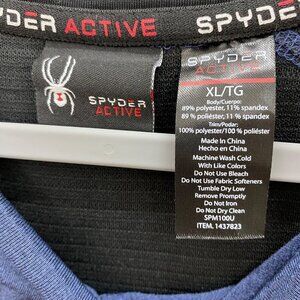 SPYDER ACTIVE SPYDER
SPYDER
ACTIVE
SPYDER
ACTIVE
XL/TG
Body/Cuerpo:
89% polyester, 11% spandex
89% poliéster, 11% spandex
Trim/Podar:
100% polyester/100 % poliéster
Made in China
Hecho en China
Machine Wash Cold
With Like Colors
Do Not Use Bleach
Do Not Use Fabric Softeners
Tumble Dry Low
Remove Promptly
Do Not Iron
Do Not Dry Clean
SPM100U
ITEM. 1437823